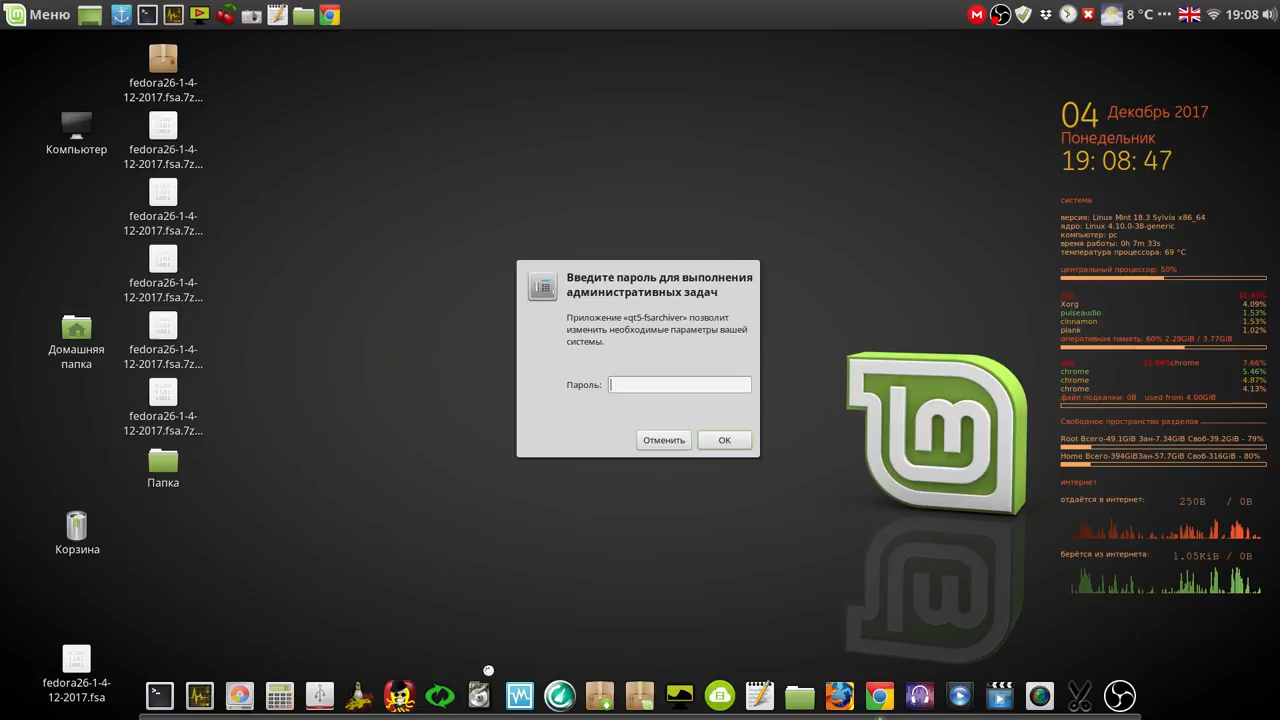 Меню
8 °C
19:08
fedora26-1-4-
12-2017.fsa.7z...
Компьютер
fedora26-1-4-
12-2017.fsa.7z...
fedora26-1-4-
12-2017.fsa.7z...
fedora26-1-4-
12-2017.fsa.7z...
Домашняя
папка
fedora26-1-4-
12-2017.fsa.7z...
fedora26-1-4-
12-2017.fsa.7z...
Папка
Корзина
fedora26-1-4-
12-2017.fsa
Введите пароль для выполнения
административных задач
Приложение «qt5-fsarchiver» позволит
изменить необходимые параметры вашей
системы.
Пароль:
Отменить
OK
04 Декабрь 2017
Понедельник
19: 08: 47
система
версия: Linux Mint 18.3 Sylvia x86_64
ядро: Linux 4.10.0-38-generic
компьютер: pc
время работы: 0h 7m 33s
температура процессора: 69 °C
центральный процессор: 50%
Xorg 4.09%
pulseaudio 1.53%
cinnamon 1.53%
plank 1.02%
оперативная память: 60% 2.29GiB / 3.77GiB
chrome 7.66%
chrome 5.46%
chrome 4.87%
chrome 4.13%
файл подкачки: 0B used from 4.00GiB
Свободное пространство разделов
Root Всего-49.1GiB Зан-7.34GiB Своб-39,2GiB - 79%
Home Всего-394GiBЗан-57.7GiB Своб-316GiB - 80%
интернет
отдаётся в интернет: 250B / 0B
берётся из интернета: 1.05KiB / 0B